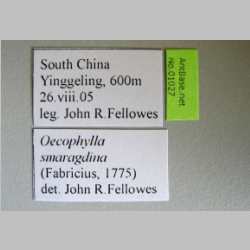 South China
Yinggeling, 600m
26.viii.05
leg. John R.Fellowes
AntBase.net
No.01027
Oecophylla
smaragdina
(Fabricius, 1775)
det. John R.Fellowes